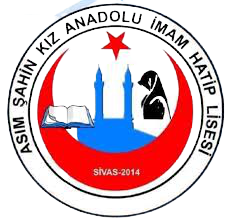 ASIM ŞAHİN KIZ ANADOLU İMAM HATİP LİSESİ
SİVAS-2014